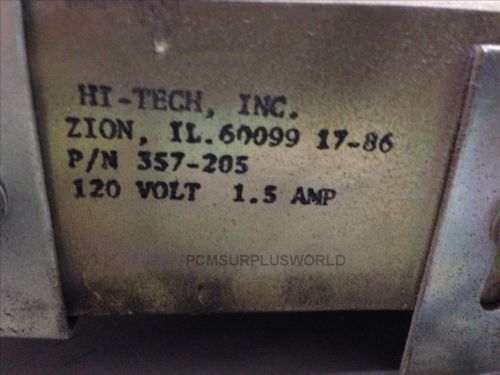 HI-TECH, INC.
ZION, IL.60099 17-86
P/N 357-205
120 VOLT 1.5 AMP
PCMSURPLUSWORLD